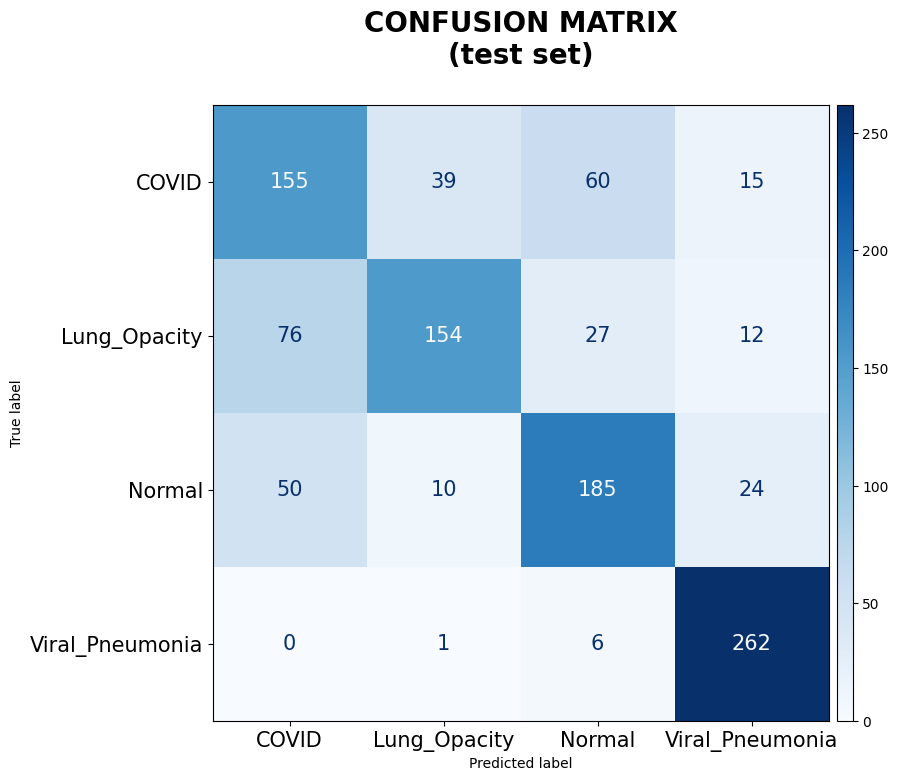 CONFUSION MATRIX
(test set)
COVID 155 39 60 15
Lung_Opacity 76 154 27 12
Normal 50 10 185 24
Viral_Pneumonia 0 1 6 262
COVID Lung_Opacity Normal Viral_Pneumonia
Predicted label
True label
250
200
150
100
50
0